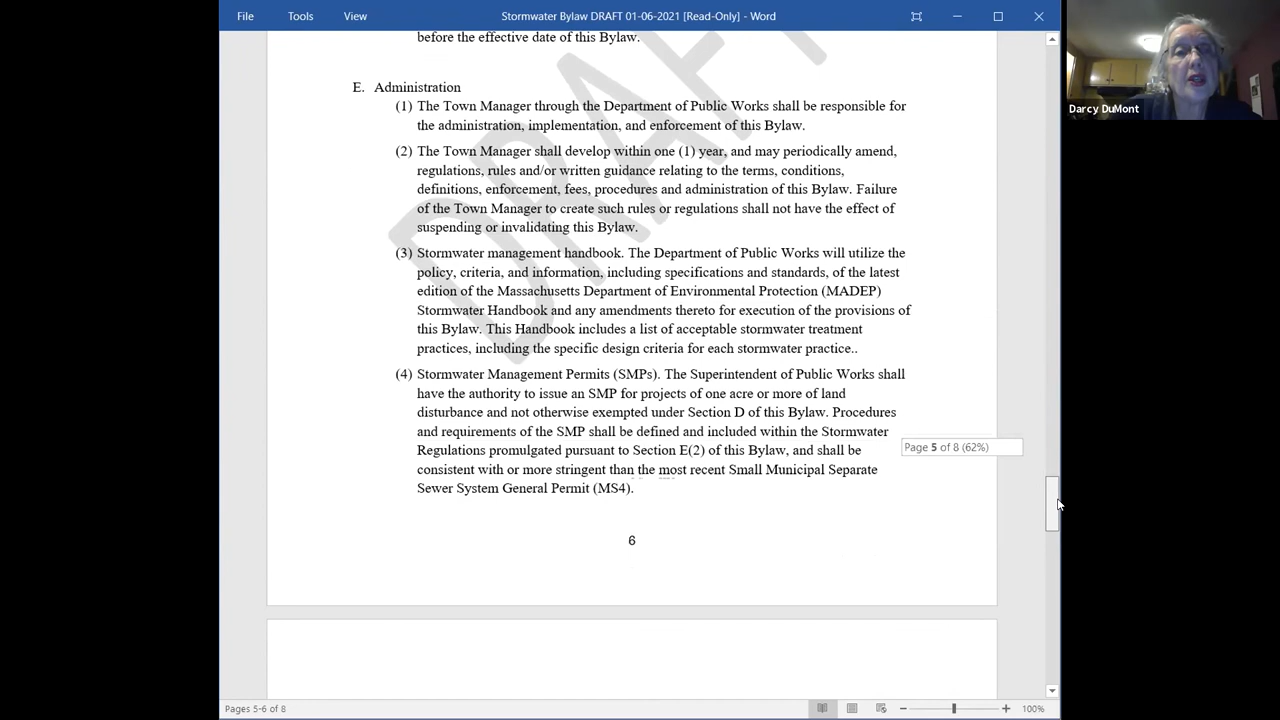 File Tools View Stormwater Bylaw DRAFT 01-06-2021 [Read-Only] - Word
before the effective date of this Bylaw.
E. Administration
(1) The Town Manager through the Department of Public Works shall be responsible for
the administration, implementation, and enforcement of this Bylaw.
(2) The Town Manager shall develop within one (1) year, and may periodically amend,
regulations, rules and/or written guidance relating to the terms, conditions,
definitions, enforcement, fees, procedures and administration of this Bylaw. Failure
of the Town Manager to create such rules or regulations shall not have the effect of
suspending or invalidating this Bylaw.
(3) Stormwater management handbook. The Department of Public Works will utilize the
policy, criteria, and information, including specifications and standards, of the latest
edition of the Massachusetts Department of Environmental Protection (MADEP)
Stormwater Handbook and any amendments thereto for execution of the provisions of
this Bylaw. This Handbook includes a list of acceptable stormwater treatment
practices, including the specific design criteria for each stormwater practice..
(4) Stormwater Management Permits (SMPs). The Superintendent of Public Works shall
have the authority to issue an SMP for projects of one acre or more of land
disturbance and not otherwise exempted under Section D of this Bylaw. Procedures
and requirements of the SMP shall be defined and included within the Stormwater
Regulations promulgated pursuant to Section E(2) of this Bylaw, and shall be
consistent with or more stringent than the most recent Small Municipal Separate
Sewer System General Permit (MS4).
6
DRAFT
Page 5 of 8 (62%)
Pages 5-6 of 8
100%
Darcy DuMont